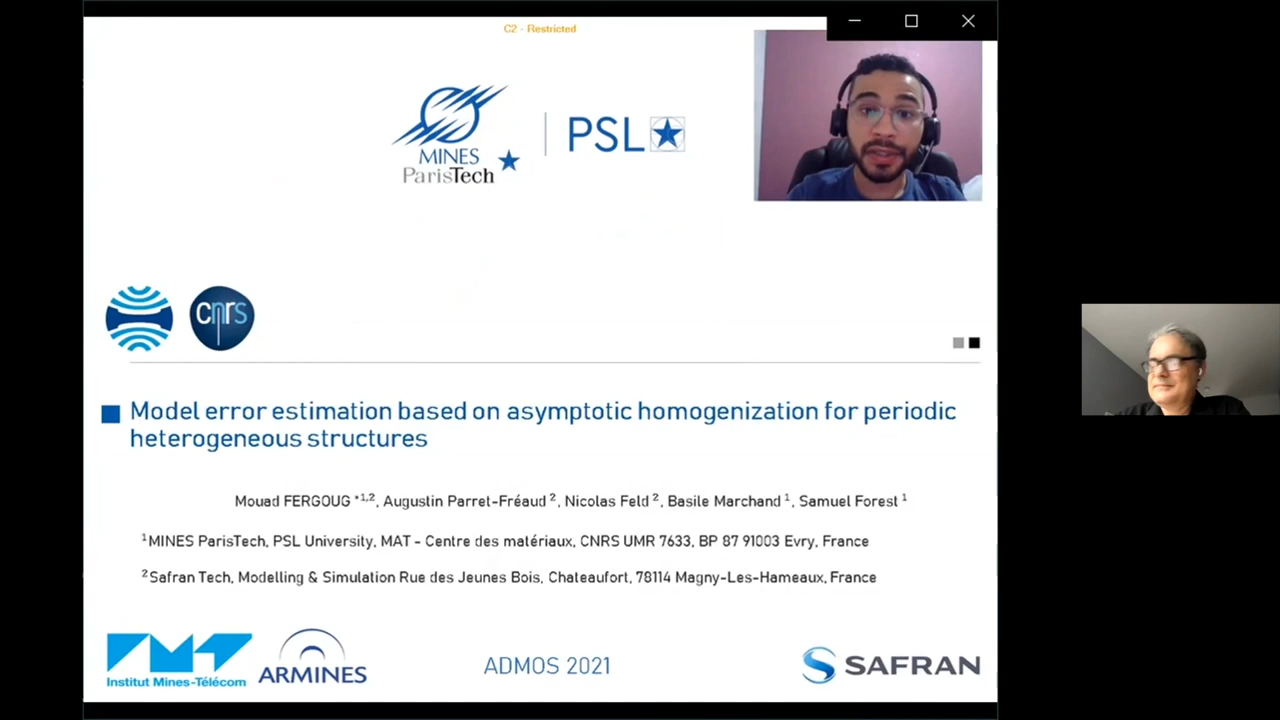 C2 - Restricted
MINES
ParisTech
PSL
cnrs
Model error estimation based on asymptotic homogenization for periodic
heterogeneous structures
Mouad FERGOUG *1,2, Augustin Parret-Fréaud 2, Nicolas Feld 2, Basile Marchand 1, Samuel Forest 1
1MINES ParisTech, PSL University, MAT - Centre des matériaux, CNRS UMR 7633, BP 87 91003 Evry, France
2Safran Tech, Modelling & Simulation Rue des Jeunes Bois, Chateaufort, 78114 Magny-Les-Hameaux, France
Institut Mines-Télécom
ARMINES
ADMOS 2021
SAFRAN